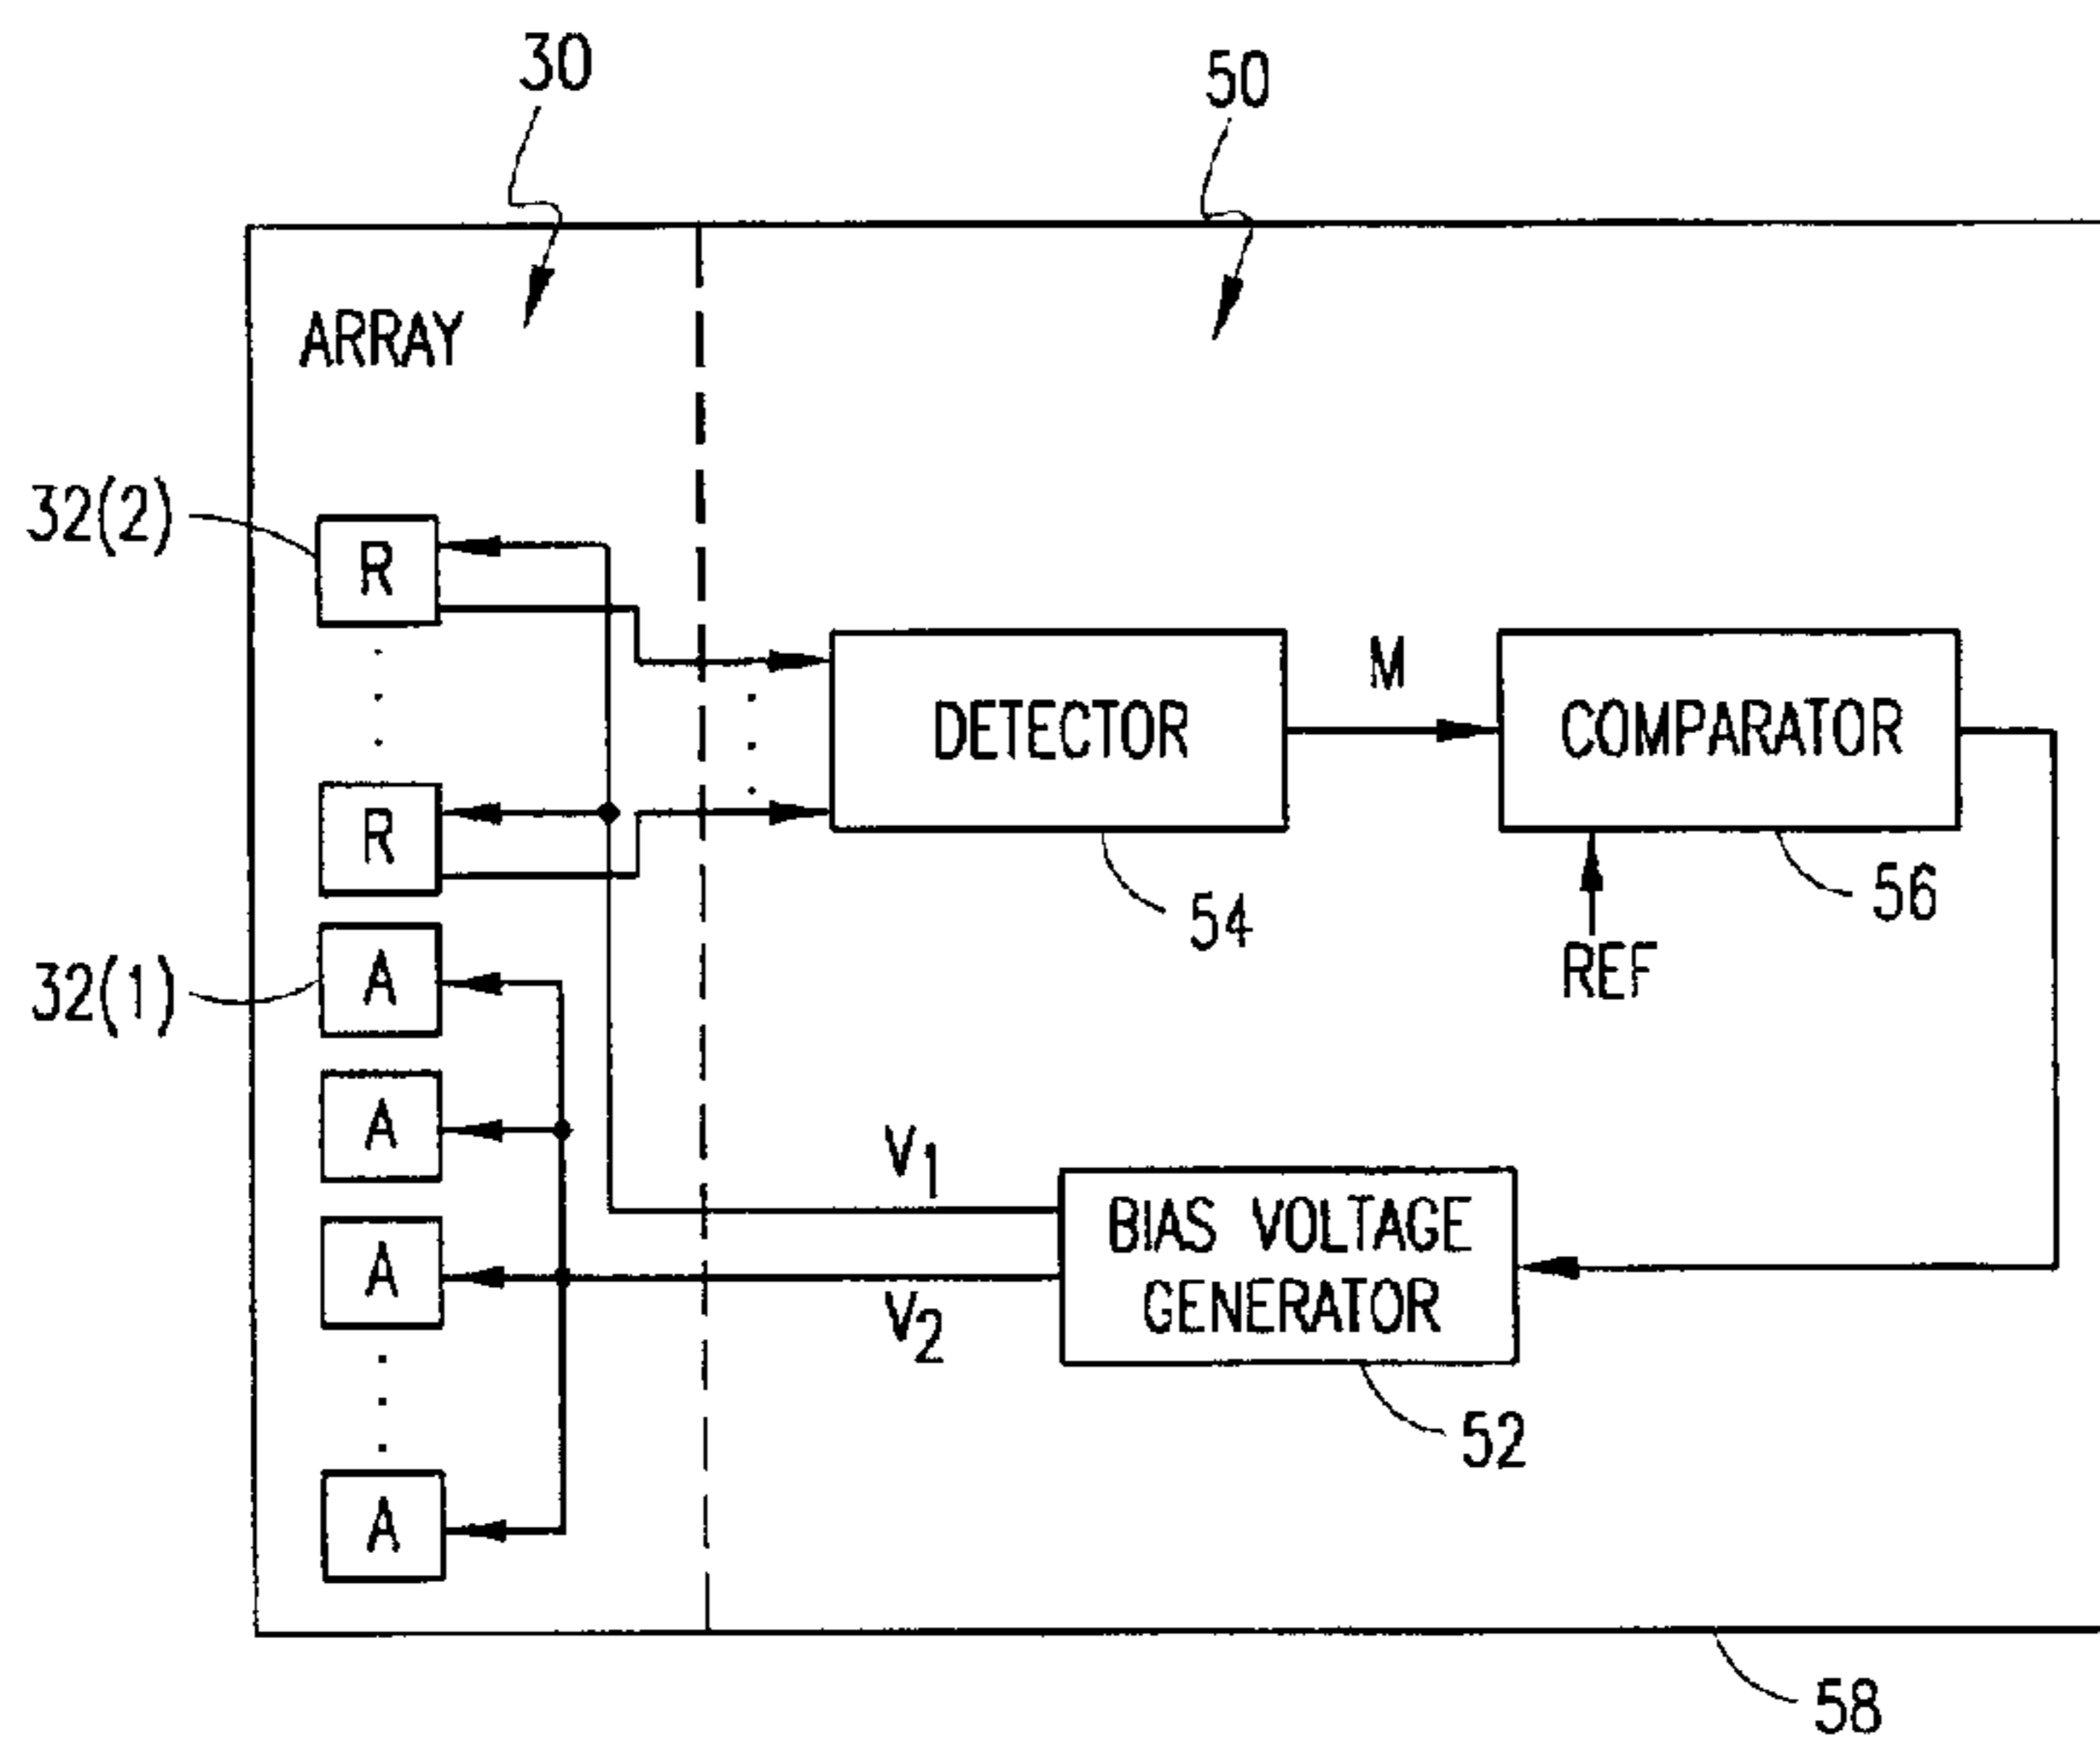 30
50
ARRAY
32(2)
R
M
DETECTOR
COMPARATOR
R
54
56
REF
32(1)
A
A
V1
BIAS VOLTAGE
GENERATOR
A
V2
52
A
58